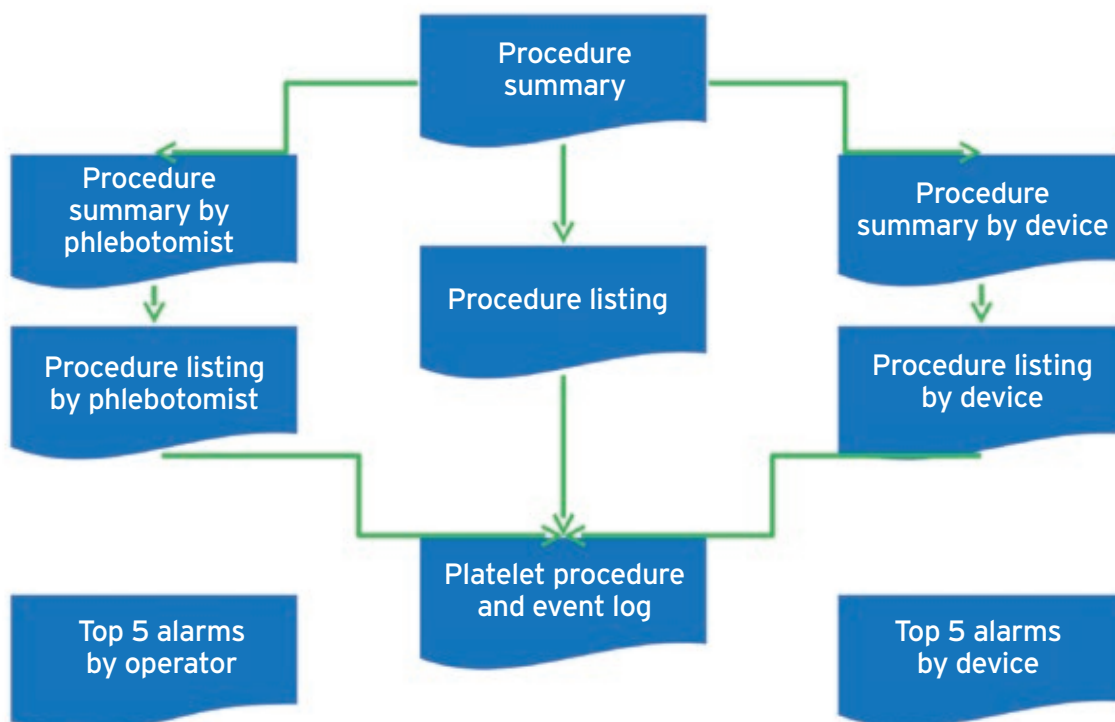 Procedure
summary
Procedure
summary by
phlebotomist
Procedure
summary by device
Procedure listing
Procedure listing
by phlebotomist
Procedure listing
by device
Platelet procedure
and event log
Top 5 alarms
by operator
Top 5 alarms
by device